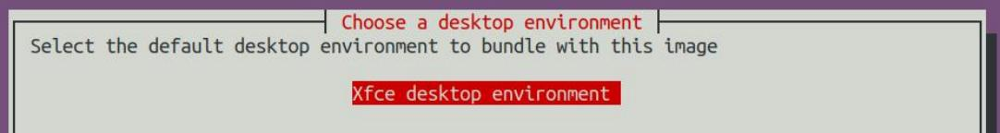 Choose a desktop environment
Select the default desktop environment to bundle with this image
Xfce desktop environment